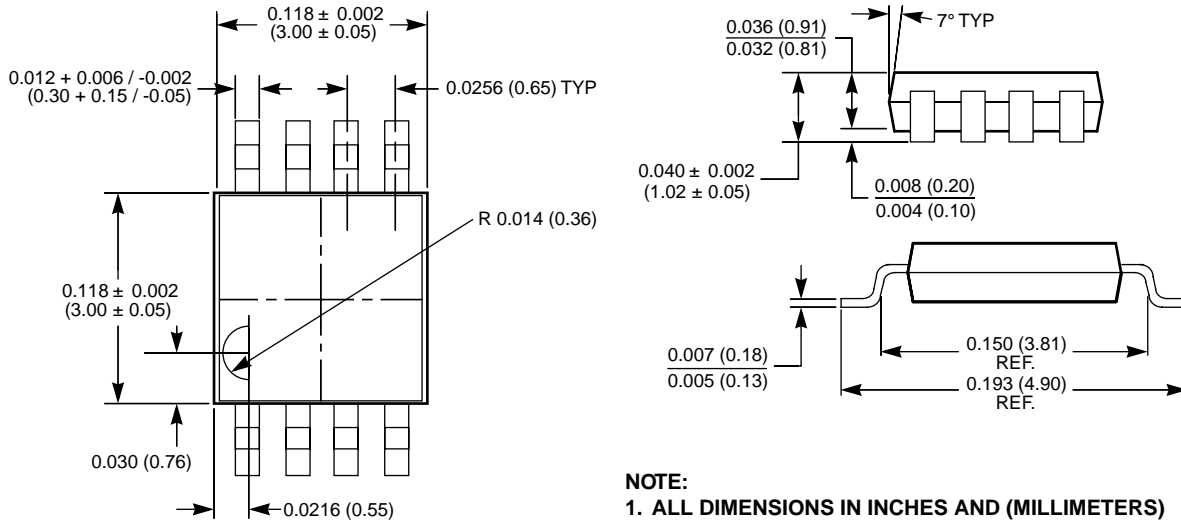 0.118 ± 0.002
(3.00 ± 0.05)
0.012 + 0.006 / -0.002
(0.30 + 0.15 / -0.05)
0.0256 (0.65) TYP
R 0.014 (0.36)
0.118 ± 0.002
(3.00 ± 0.05)
0.030 (0.76)
0.0216 (0.55)
0.036 (0.91)
0.032 (0.81)
7° TYP
0.040 ± 0.002
(1.02 ± 0.05)
0.008 (0.20)
0.004 (0.10)
0.007 (0.18)
0.005 (0.13)
0.150 (3.81)
REF.
0.193 (4.90)
REF.
NOTE:
1. ALL DIMENSIONS IN INCHES AND (MILLIMETERS)